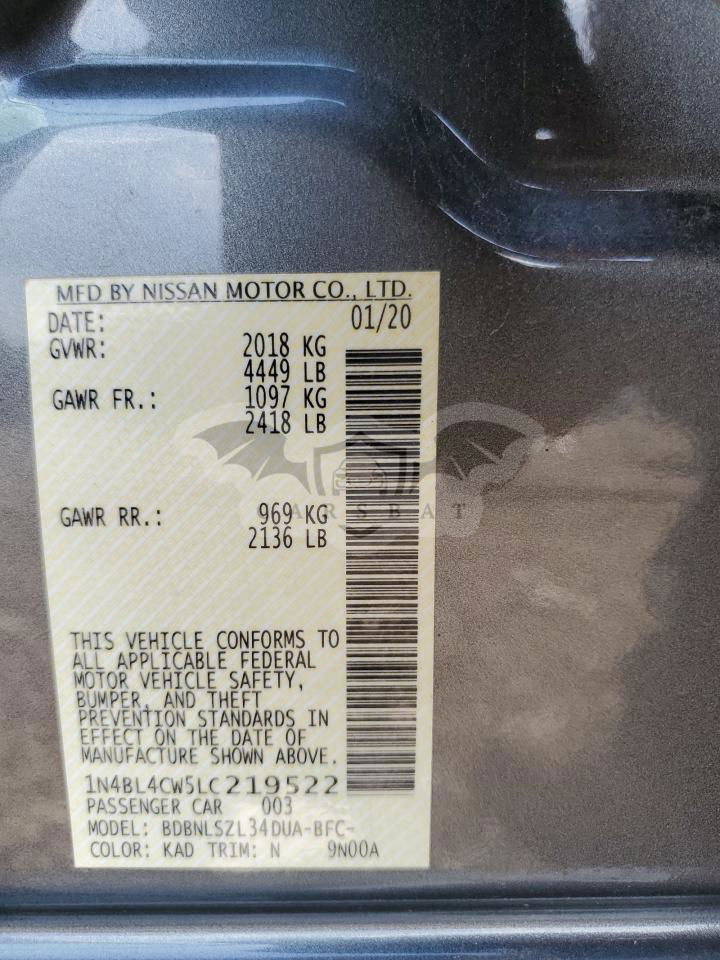 MFD BY NISSAN MOTOR CO., LTD.
DATE: 01/20
GVWR: 2018 KG
4449 LB
GAWR FR.: 1097 KG
2418 LB
CARSBAT
GAWR RR.: 969 KG
2136 LB
THIS VEHICLE CONFORMS TO
ALL APPLICABLE FEDERAL
MOTOR VEHICLE SAFETY,
BUMPER, AND THEFT
PREVENTION STANDARDS IN
EFFECT ON THE DATE OF
MANUFACTURE SHOWN ABOVE.
1N4BL4CW5LC219522
PASSENGER CAR 003
MODEL: BDBNLSZL34DUA-BFC-
COLOR: KAD TRIM: N 9N00A